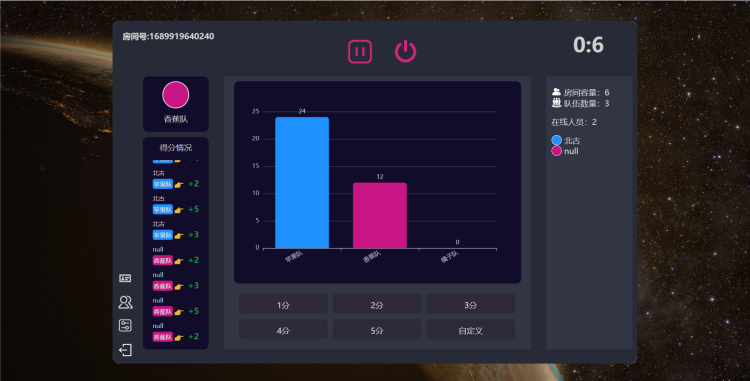 房间号:1689919640240
0:6
香蕉队
得分情况
北古
苹果队 +2
北古
苹果队 +5
北古
苹果队 +3
null
香蕉队 +2
null
香蕉队 +3
null
香蕉队 +5
null
香蕉队 +2
25
20
15
10
5
0
24
12
0
苹果队
香蕉队
橘子队
1分
2分
3分
4分
5分
自定义
房间容量：6
队伍数量：3
在线人员：2
北古
null